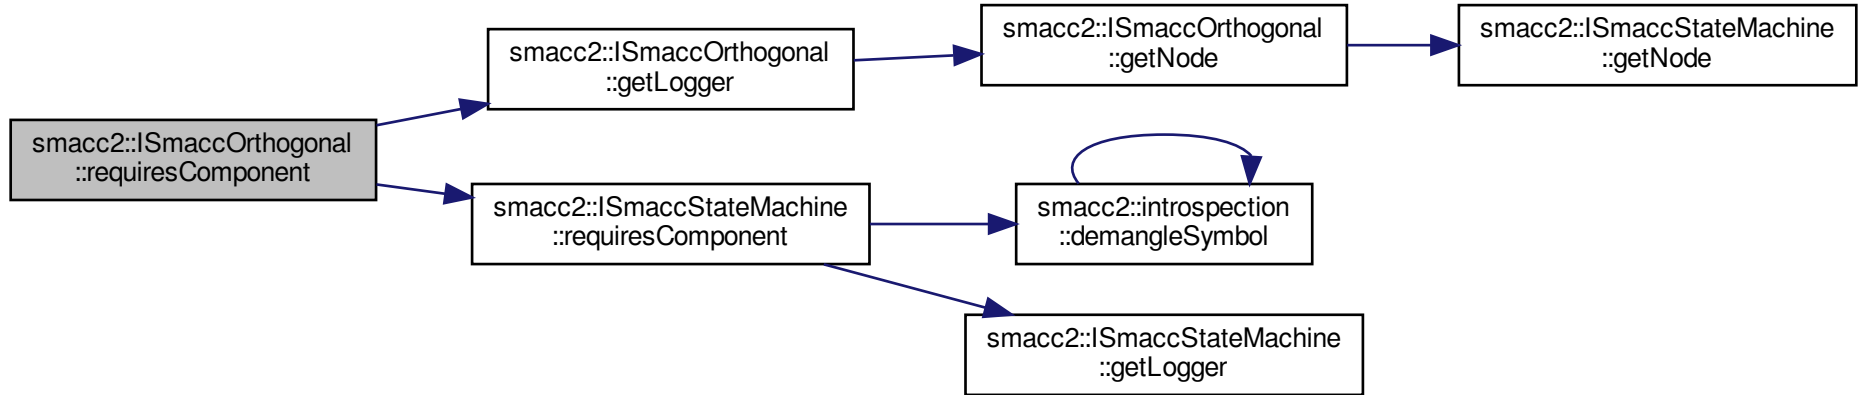 smacc2::ISmaccOrthogonal
::requiresComponent
smacc2::ISmaccOrthogonal
::getLogger
smacc2::ISmaccOrthogonal
::getNode
smacc2::ISmaccStateMachine
::getNode
smacc2::ISmaccStateMachine
::requiresComponent
smacc2::introspection
::demangleSymbol
smacc2::ISmaccStateMachine
::getLogger